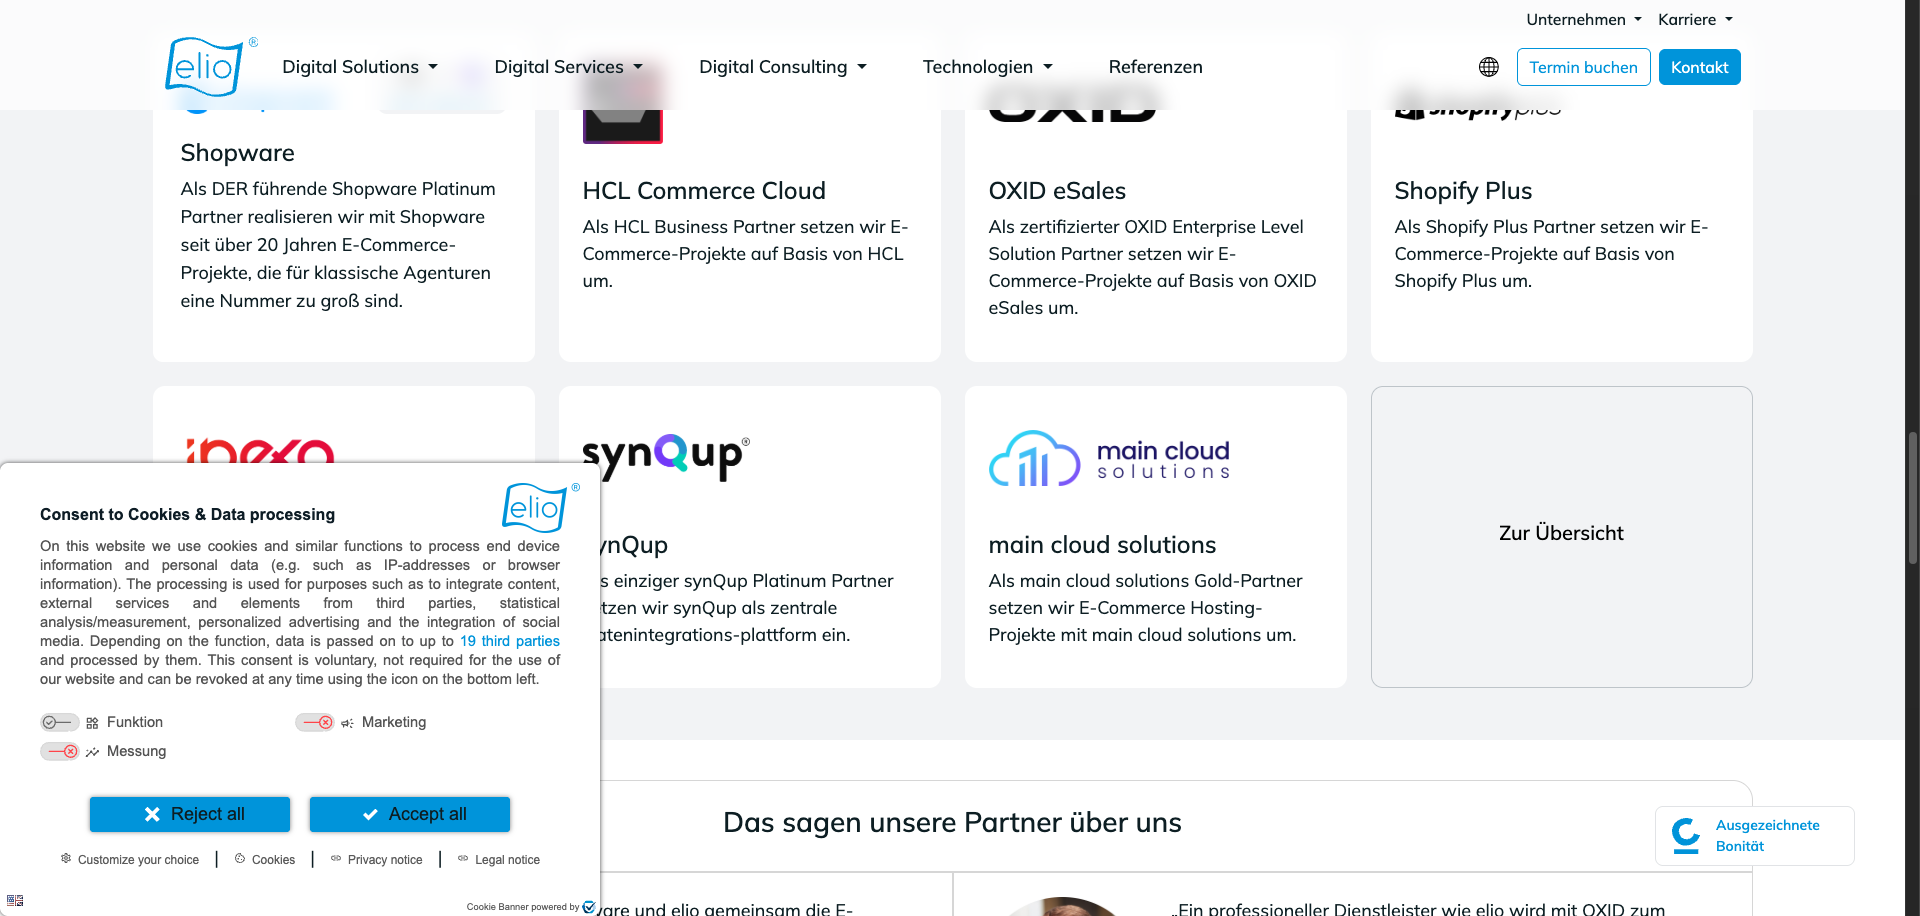 Unternehmen
Karriere
elio®
Digital Solutions
Digital Services
Digital Consulting
Technologien
Referenzen
Termin buchen
Kontakt
Shopware
Als DER führende Shopware Platinum
Partner realisieren wir mit Shopware
seit über 20 Jahren E-Commerce-
Projekte, die für klassische Agenturen
eine Nummer zu groß sind.
HCL Commerce Cloud
Als HCL Business Partner setzen wir E-
Commerce-Projekte auf Basis von HCL
um.
OXID
OXID eSales
Als zertifizierter OXID Enterprise Level
Solution Partner setzen wir E-
Commerce-Projekte auf Basis von OXID
eSales um.
shopifyplus
Shopify Plus
Als Shopify Plus Partner setzen wir E-
Commerce-Projekte auf Basis von
Shopify Plus um.
synQup®
ynQup
s einziger synQup Platinum Partner
etzen wir synQup als zentrale
atenintegrations-plattform ein.
main cloud
solutions
main cloud solutions
Als main cloud solutions Gold-Partner
setzen wir E-Commerce Hosting-
Projekte mit main cloud solutions um.
Zur Übersicht
elio®
Consent to Cookies & Data processing
On this website we use cookies and similar functions to process end device
information and personal data (e.g. such as IP-addresses or browser
information). The processing is used for purposes such as to integrate content,
external services and elements from third parties, statistical
analysis/measurement, personalized advertising and the integration of social
media. Depending on the function, data is passed on to up to 19 third parties
and processed by them. This consent is voluntary, not required for the use of
our website and can be revoked at any time using the icon on the bottom left.
Funktion
Marketing
Messung
Reject all
Accept all
Customize your choice
Cookies
Privacy notice
Legal notice
Cookie Banner powered by
Das sagen unsere Partner über uns
Ausgezeichnete
Bonität
ware und elio gemeinsam die E-
„Ein professioneller Dienstleister wie elio wird mit OXID zum